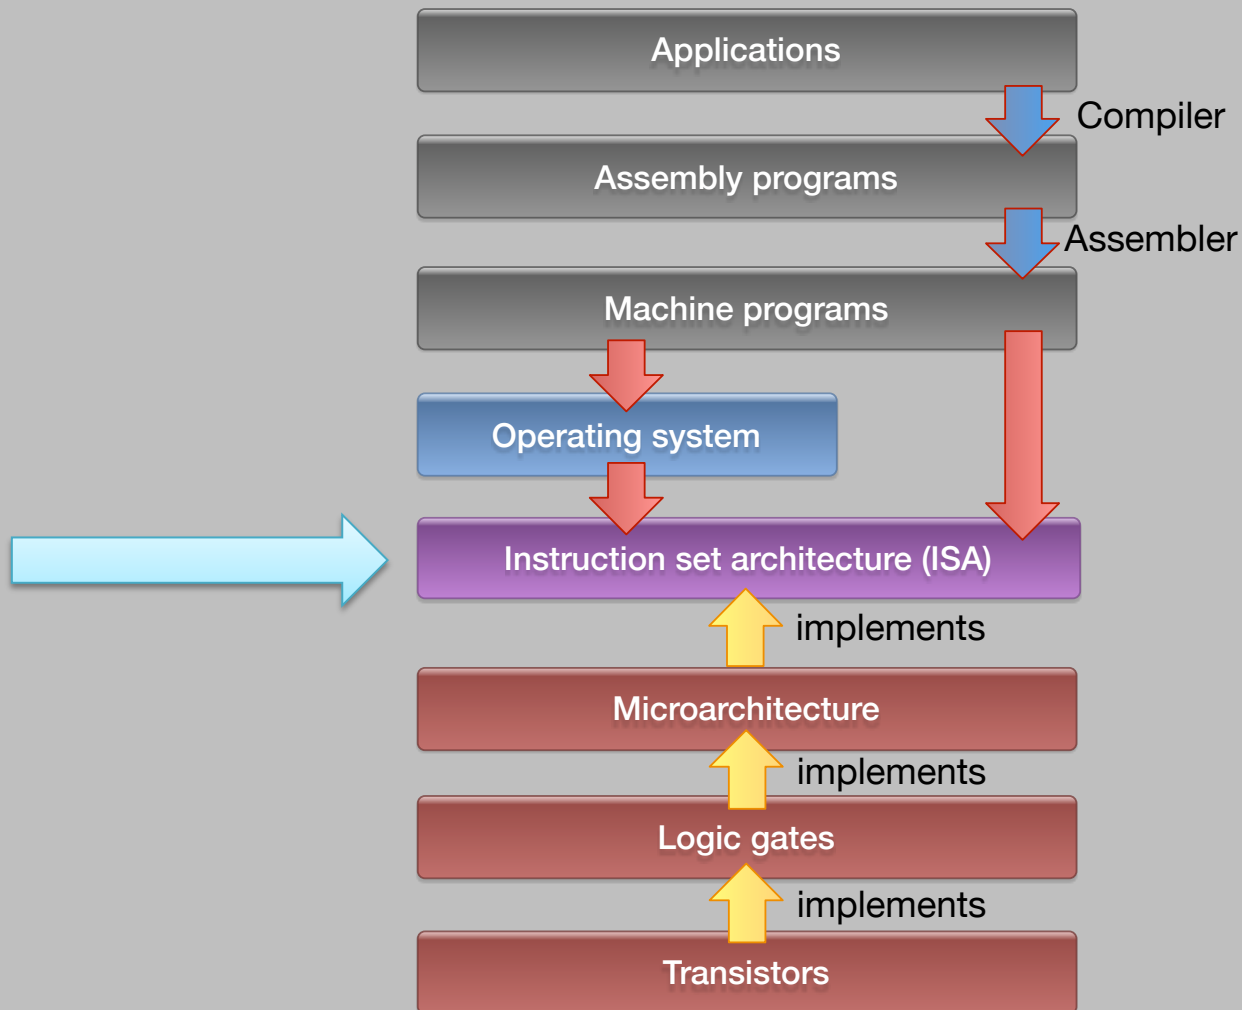 Applications
Compiler
Assembly programs
Assembler
Machine programs
Operating system
Instruction set architecture (ISA)
implements
Microarchitecture
implements
Logic gates
implements
Transistors